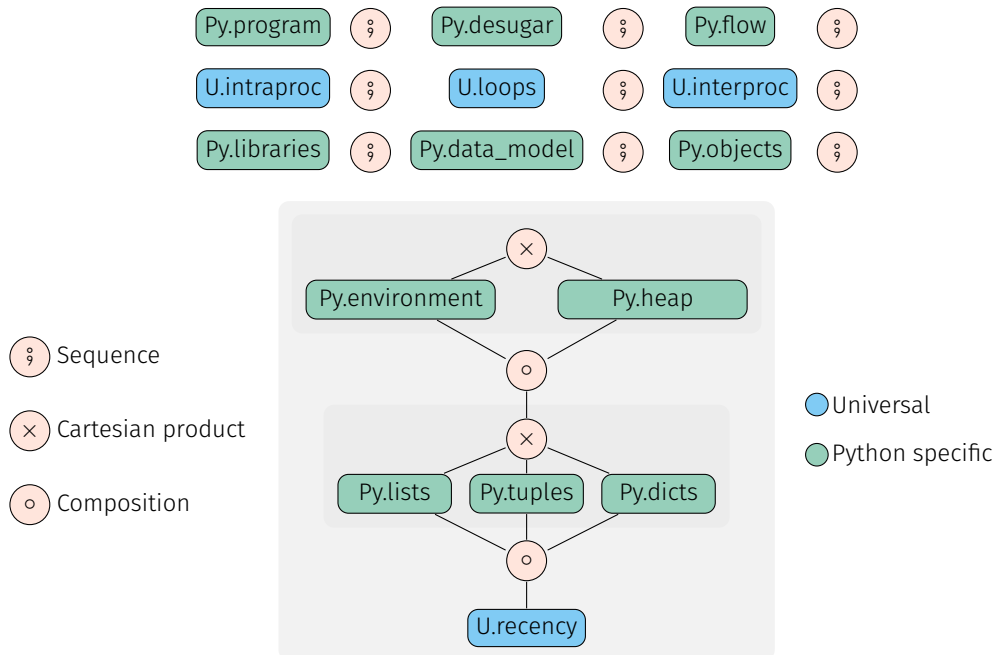 Py.program ⨟ Py.desugar ⨟ Py.flow ⨟
U.intraproc ⨟ U.loops ⨟ U.interproc ⨟
Py.libraries ⨟ Py.data_model ⨟ Py.objects ⨟
×
Py.environment Py.heap
⨟ Sequence
∘
× Cartesian product
×
∘ Composition
Universal
Python specific
Py.lists Py.tuples Py.dicts
∘
U.recency